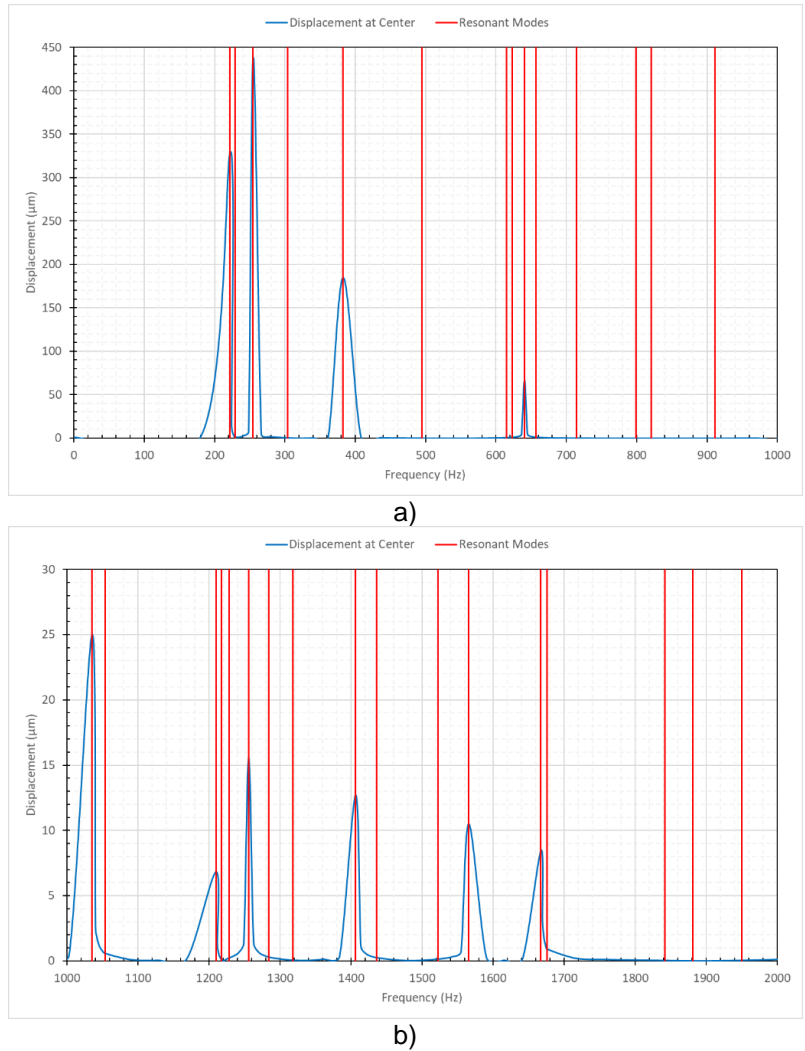 Displacement at Center Resonant Modes
450
400
350
300
250
200
150
100
50
0
Displacement (µm)
0 100 200 300 400 500 600 700 800 900 1000
Frequency (Hz)
a)
Displacement at Center Resonant Modes
30
25
20
15
10
5
0
Displacement (µm)
1000 1100 1200 1300 1400 1500 1600 1700 1800 1900 2000
Frequency (Hz)
b)